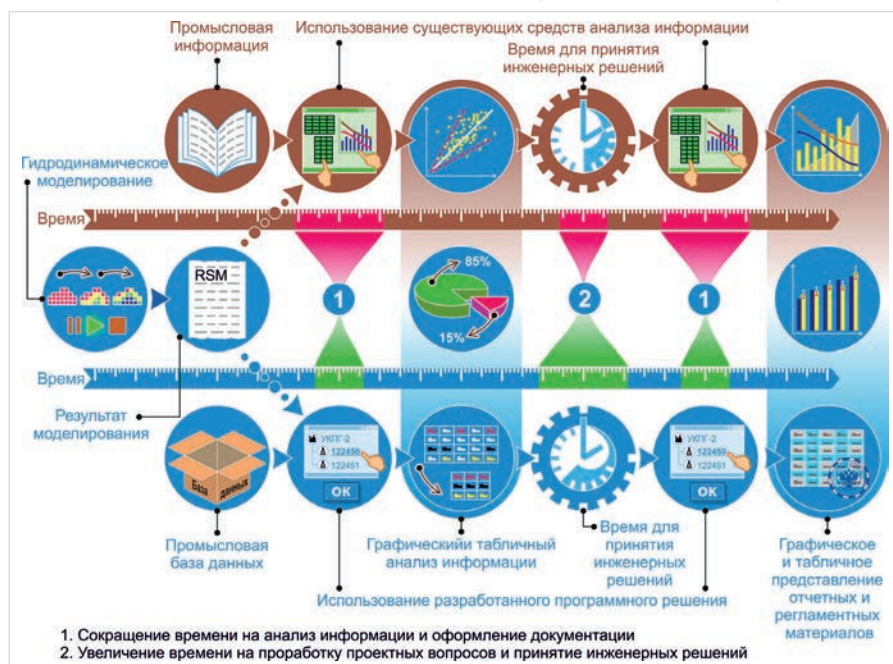 Промысловая
информация
Использование существующих средств анализа информации
Время для принятия
инженерных решений
Гидродинамическое
моделирование
Время
RSM
1
85%
15%
2
1
Время
Результат
моделирования
База данных
УКПГ-2
122450
122451
OK
УКПГ-2
122450
122451
OK
Промысловая
база данных
Графическийи табличный
анализ информации
Время для
принятия
инженерных
решений
Графическое
и табличное
представление
отчетных и
регламентных
материалов
Использование разработанного программного решения
1. Сокращение времени на анализ информации и оформление документации
2. Увеличение времени на проработку проектных вопросов и принятие инженерных решений